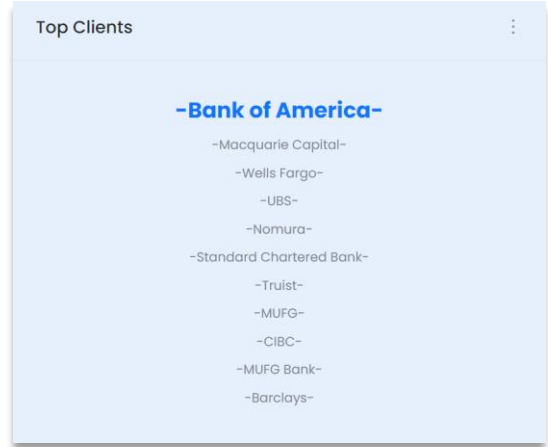 Top Clients
-Bank of America-
-Macquarie Capital-
-Wells Fargo-
-UBS-
-Nomura-
-Standard Chartered Bank-
-Truist-
-MUFG-
-CIBC-
-MUFG Bank-
-Barclays-